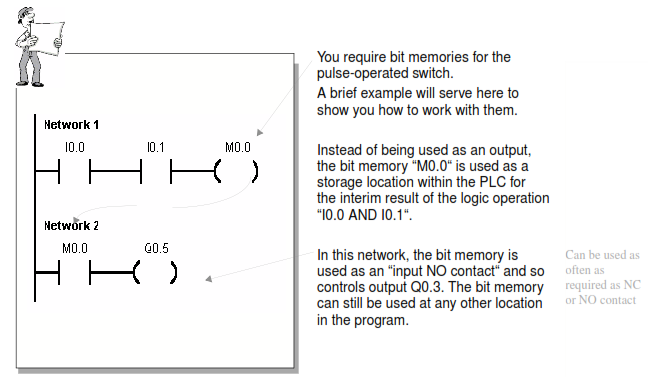 You require bit memories for the
pulse-operated switch.
A brief example will serve here to
show you how to work with them.
Network 1
I0.0 I0.1 M0.0
Instead of being used as an output,
the bit memory “M0.0“ is used as a
storage location within the PLC for
the interim result of the logic operation
“I0.0 AND I0.1“.
Network 2
M0.0 Q0.5
In this network, the bit memory is
used as an “input NO contact“ and so
controls output Q0.3. The bit memory
can still be used at any other location
in the program.
Can be used as
often as
required as NC
or NO contact